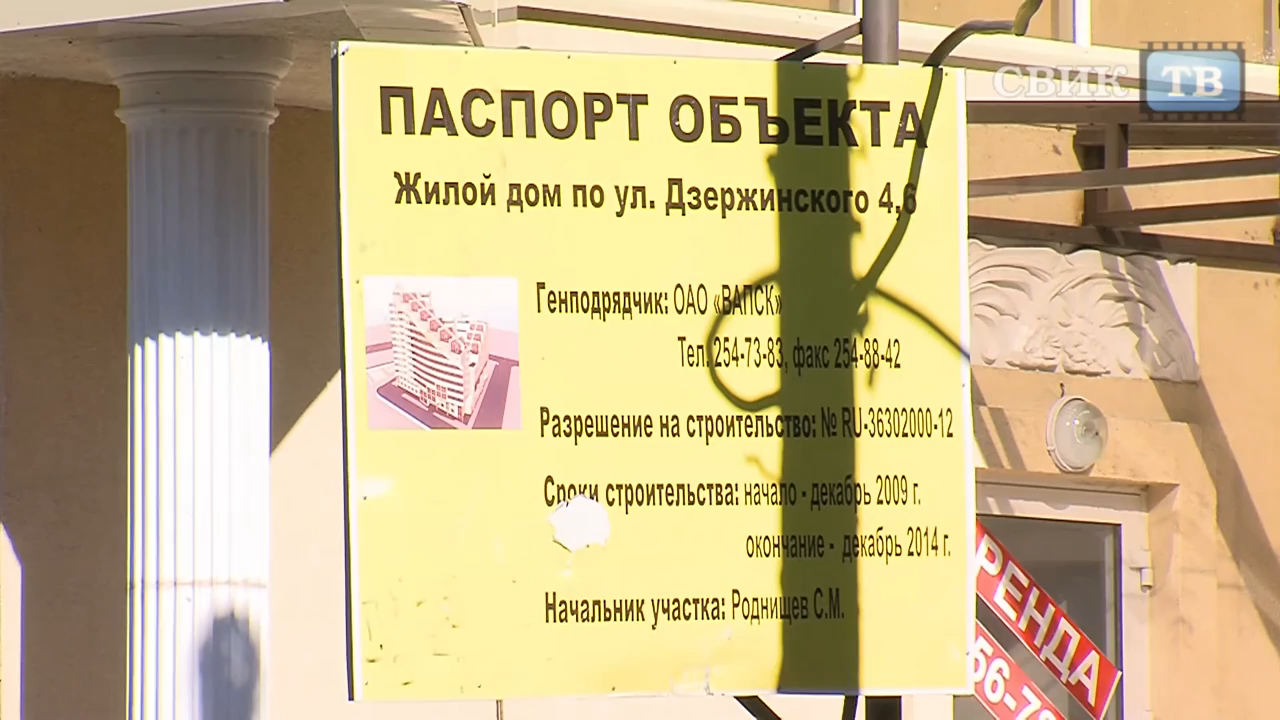 СВИК ТВ
ПАСПОРТ ОБЪЕКТА
Жилой дом по ул. Дзержинского 4,6
Генподрядчик: ОАО «ВАПСК»
Тел. 254-73-83, факс 254-88-42
Разрешение на строительство: № RU-36302000-12
Сроки строительства: начало - декабрь 2009 г.
окончание - декабрь 2014 г.
Начальник участка: Роднищев С.М.
РЕНДА